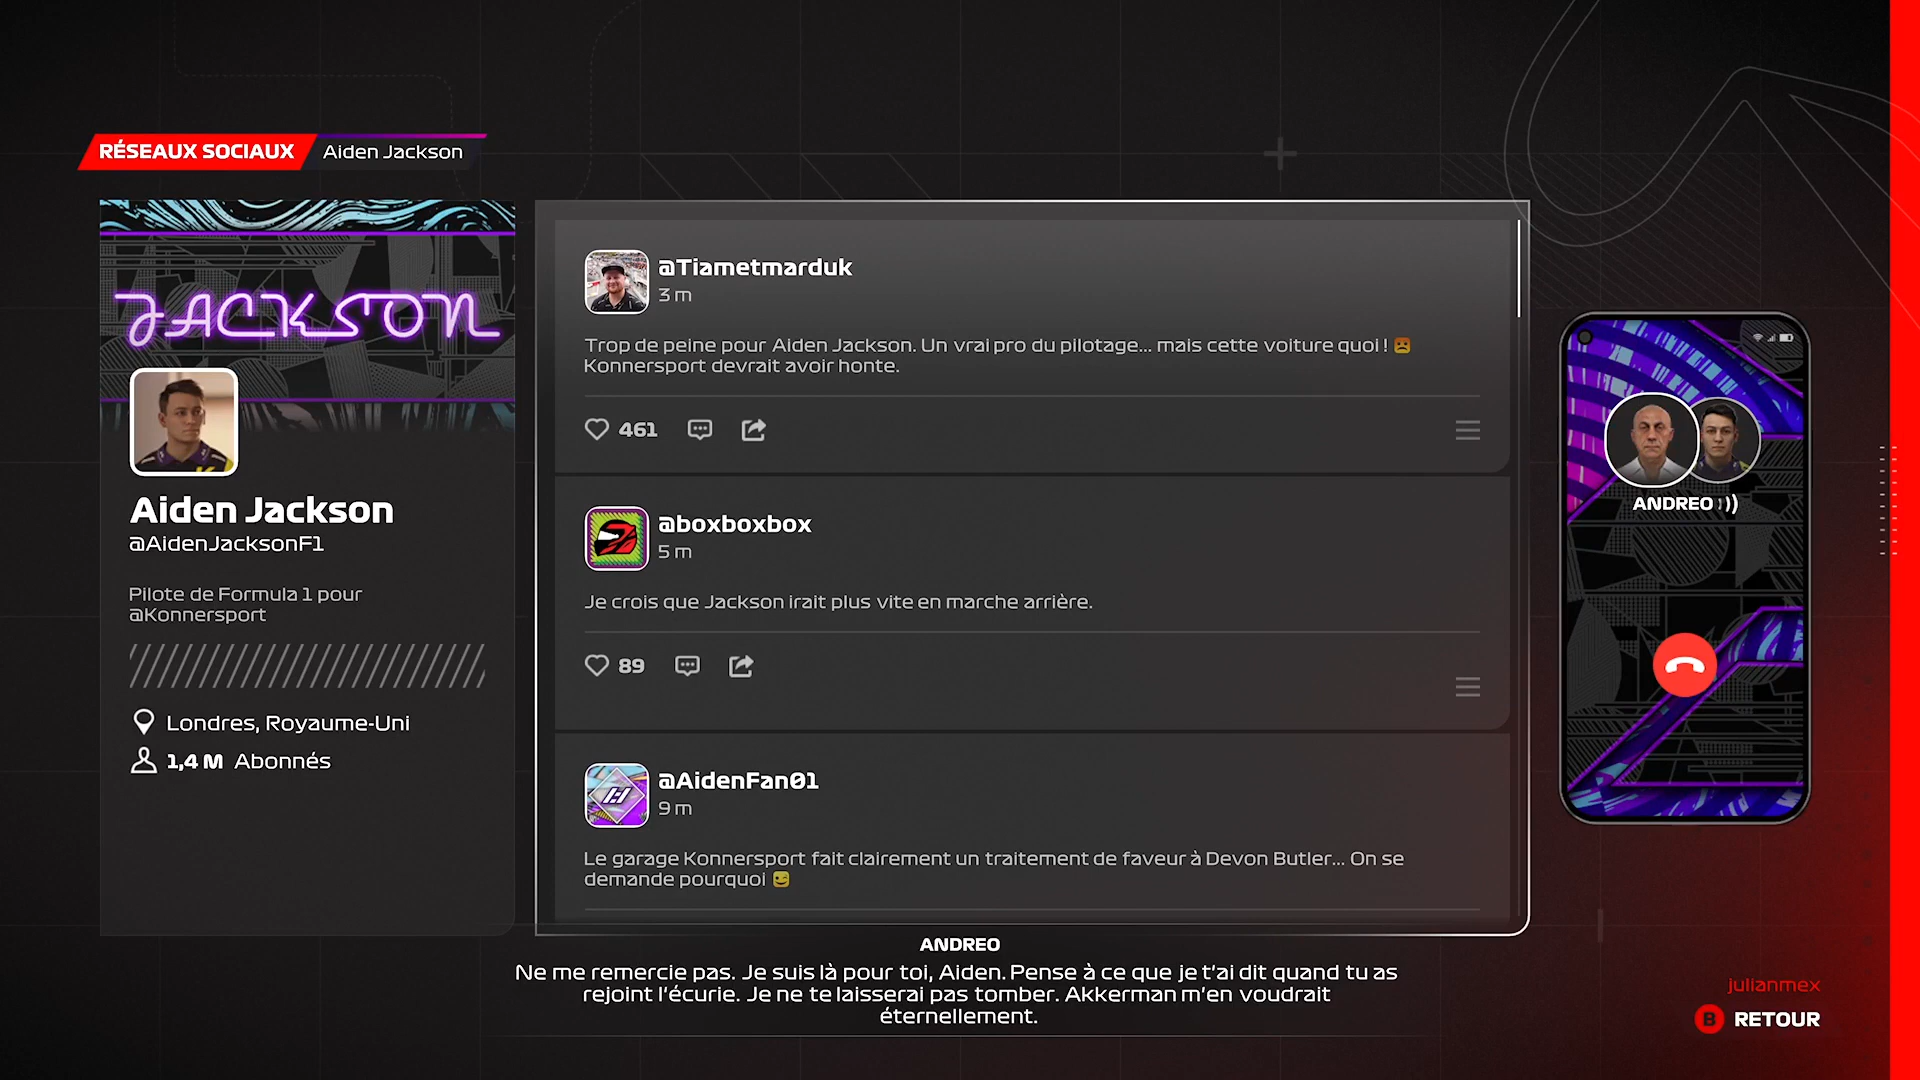 RÉSEAUX SOCIAUX Aiden Jackson
JACKSON
Aiden Jackson
@AidenJacksonF1
Pilote de Formula 1 pour
@Konnersport
Londres, Royaume-Uni
1,4 M Abonnés
@Tiametmarduk
3 m
Trop de peine pour Aiden Jackson. Un vrai pro du pilotage... mais cette voiture quoi !
Konnersport devrait avoir honte.
461
@boxboxbox
5 m
Je crois que Jackson irait plus vite en marche arrière.
89
@AidenFan01
9 m
Le garage Konnersport fait clairement un traitement de faveur à Devon Butler... On se
demande pourquoi
ANDREO
ANDREO
Ne me remercie pas. Je suis là pour toi, Aiden. Pense à ce que je t'ai dit quand tu as
rejoint l'écurie. Je ne te laisserai pas tomber. Akkerman m'en voudrait
éternellement.
julianmex
B RETOUR